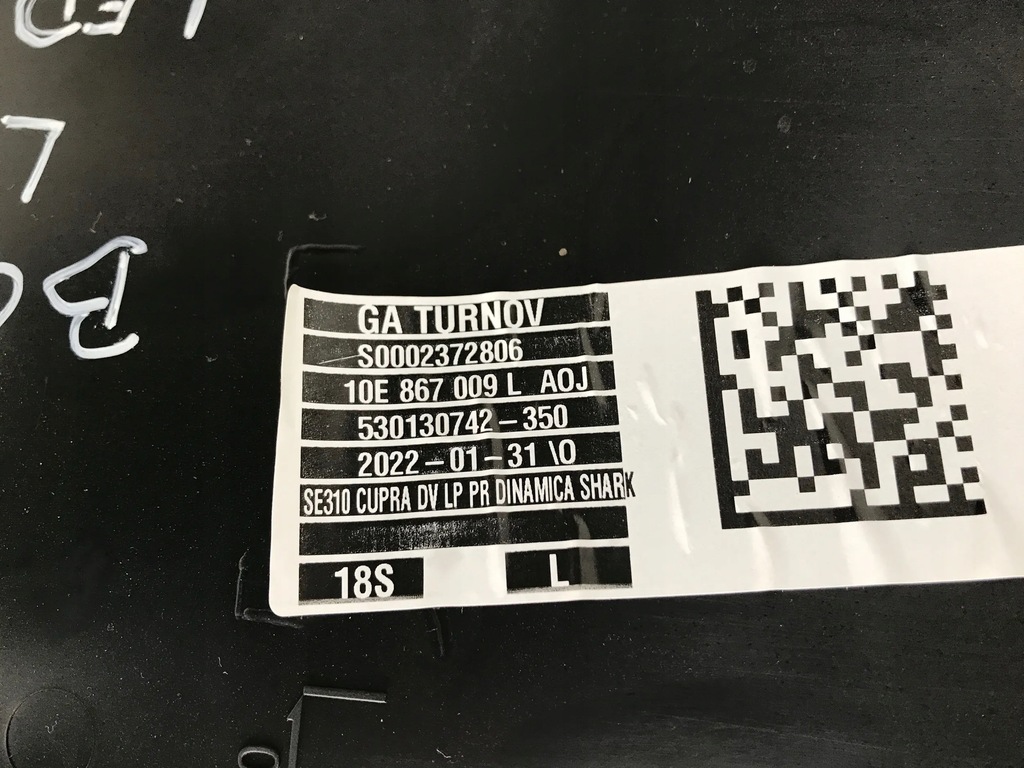 GA TURNOV
S0002372806
10E 867 009 L AOJ
530130742-350
2022-01-31 \O
SE310 CUPRA DV LP PR DINAMICA SHARK
18S
L